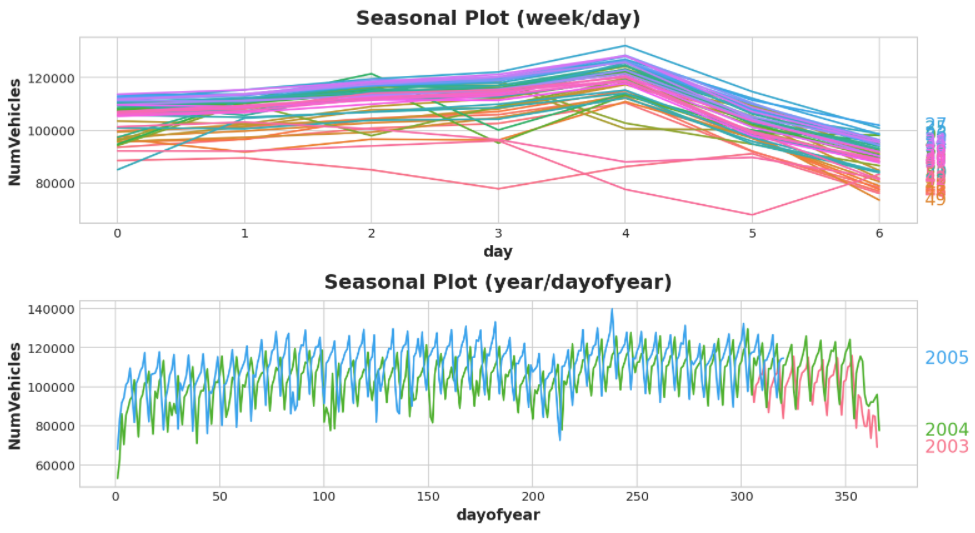 Seasonal Plot (week/day)
NumVehicles
120000
100000
80000
0 1 2 3 4 5 6
day
49
Seasonal Plot (year/dayofyear)
NumVehicles
140000
120000
100000
80000
60000
2005
2004
2003
0 50 100 150 200 250 300 350
dayofyear